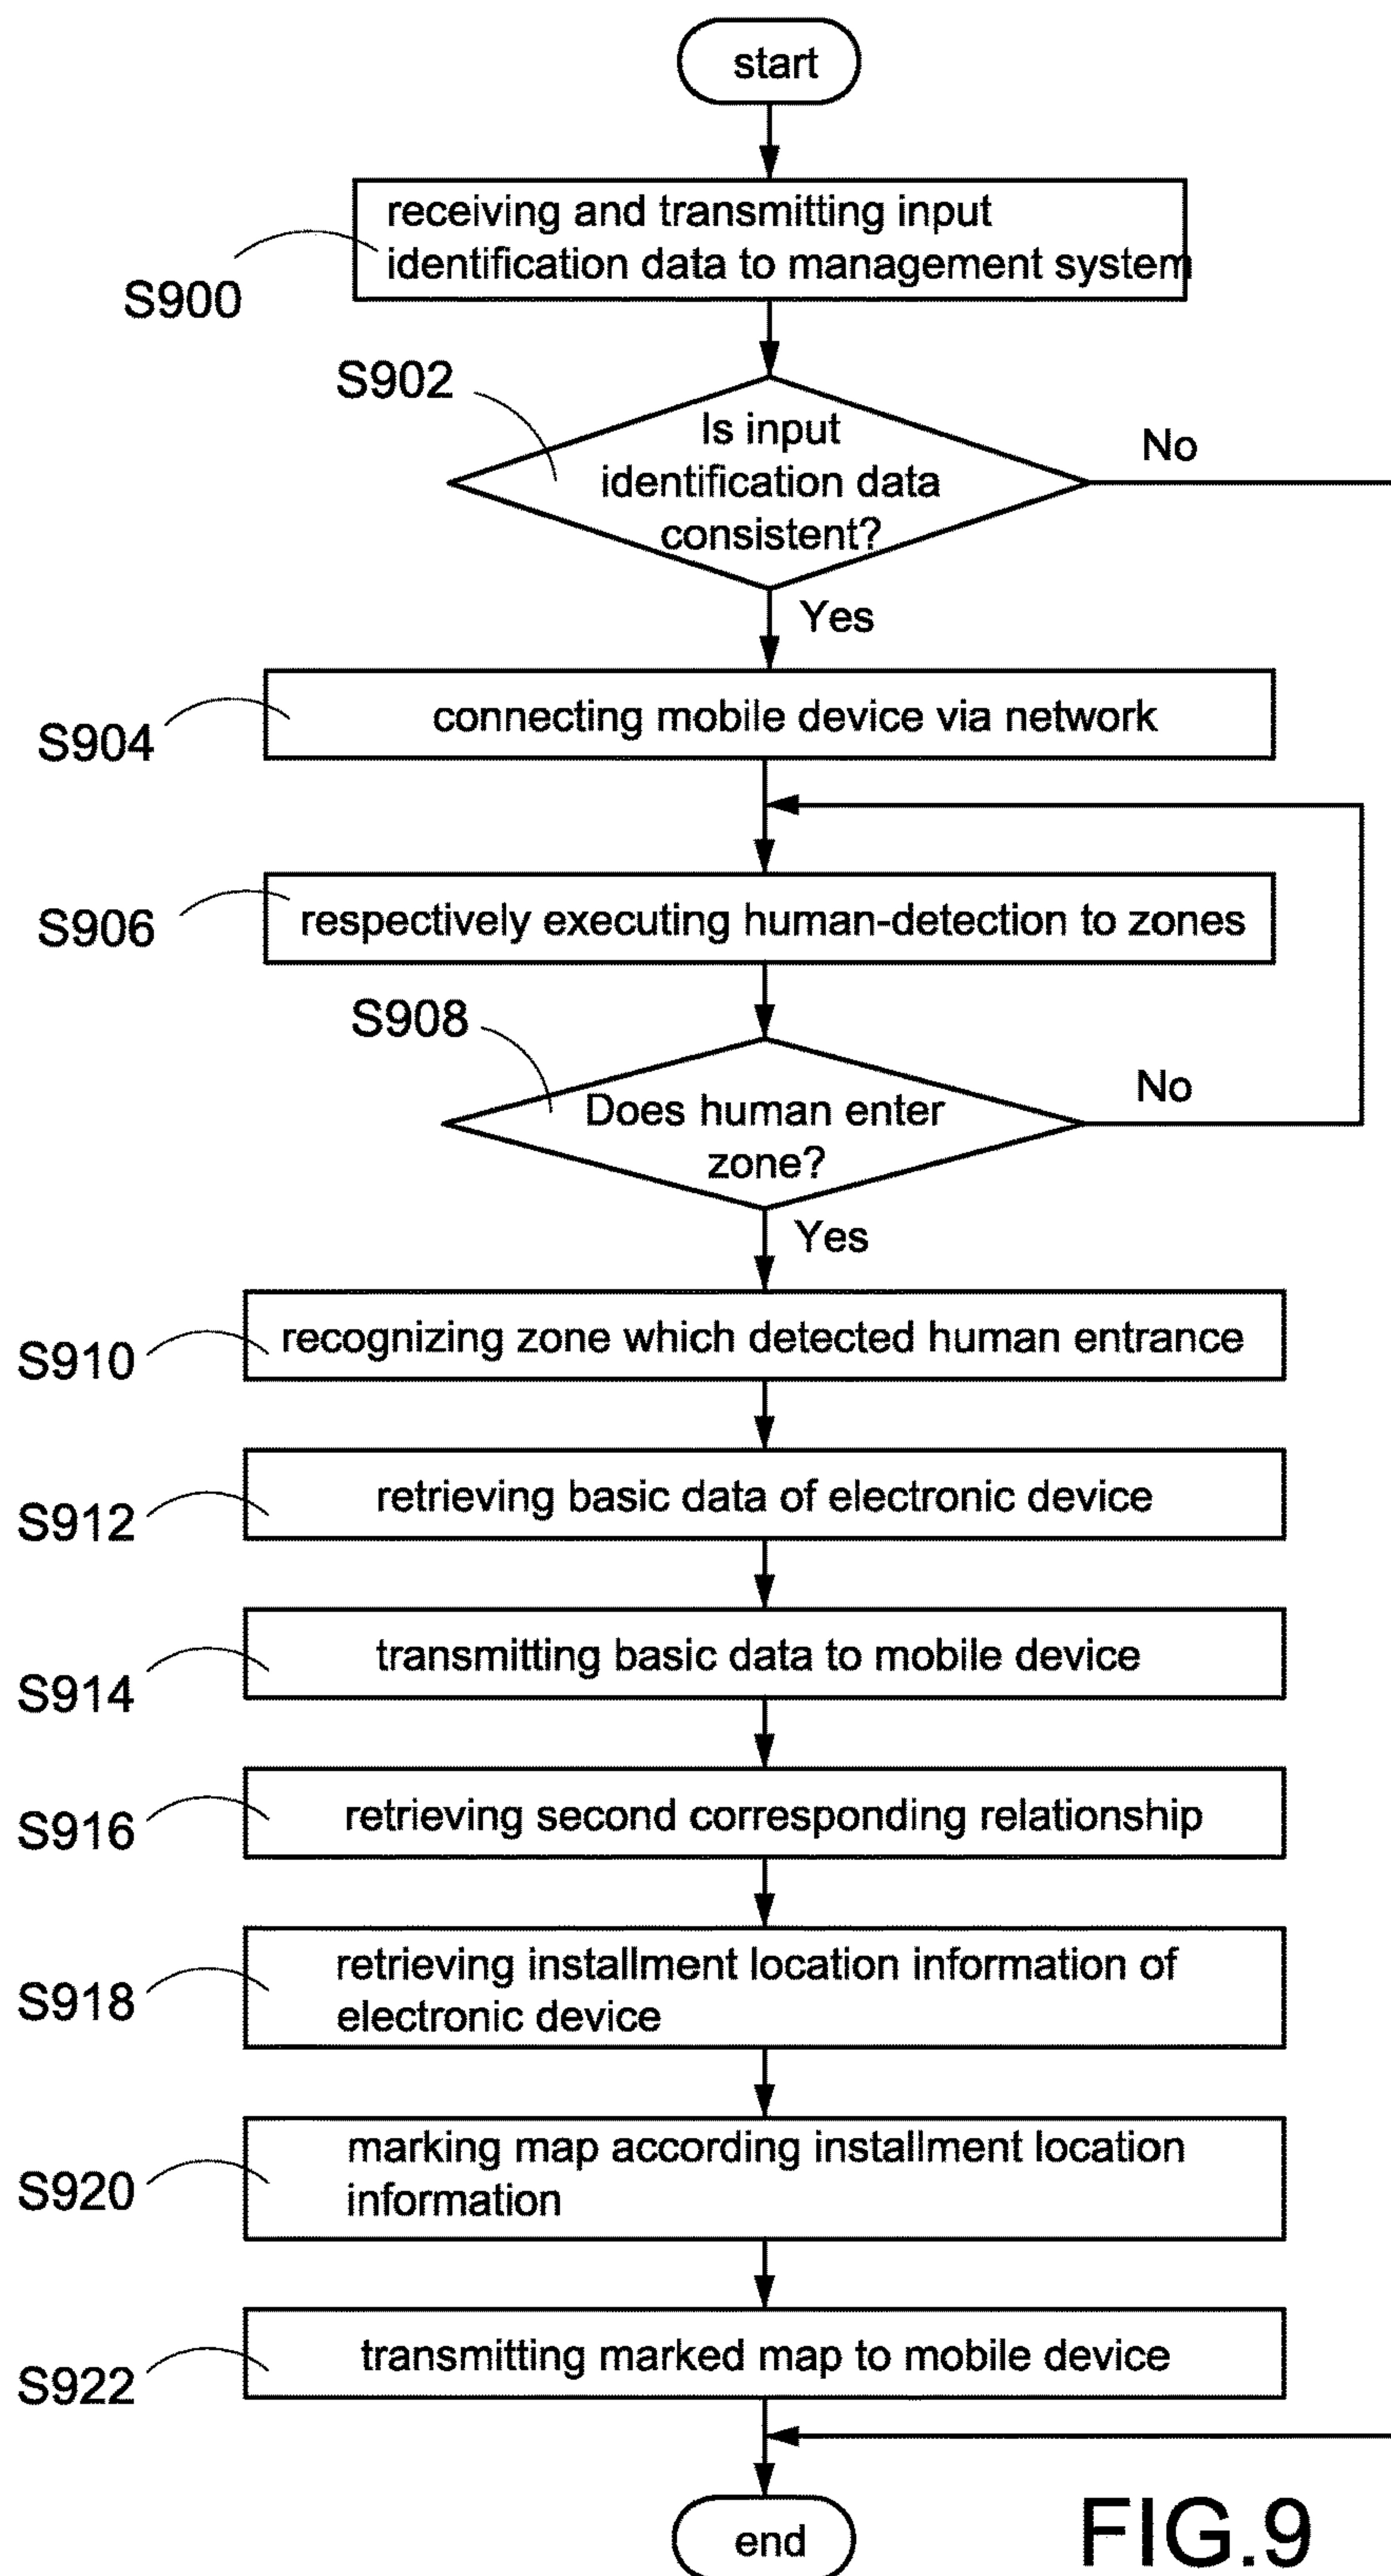 start
receiving and transmitting input
identification data to management system
S900
S902
Is input
identification data
consistent?
No
Yes
connecting mobile device via network
S904
respectively executing human-detection to zones
S906
S908
Does human enter
zone?
No
Yes
recognizing zone which detected human entrance
S910
retrieving basic data of electronic device
S912
transmitting basic data to mobile device
S914
retrieving second corresponding relationship
S916
retrieving installment location information of
electronic device
S918
marking map according installment location
information
S920
transmitting marked map to mobile device
S922
end
FIG.9